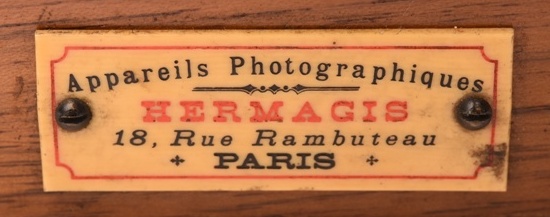 Appareils Photographiques
HERMAGIS
18, Rue Rambuteau
PARIS